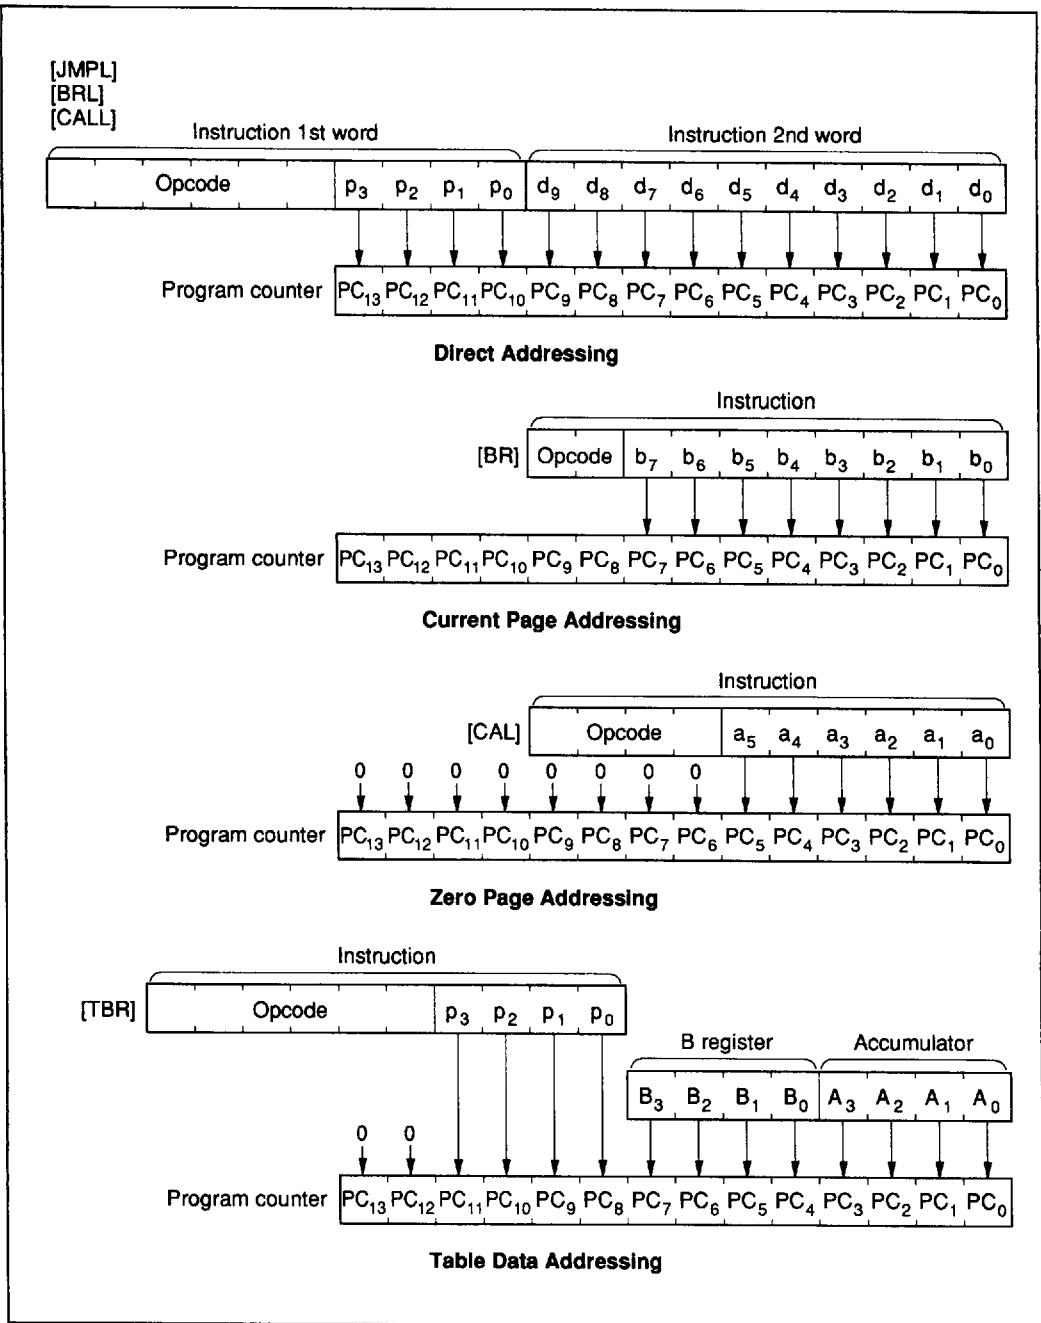 [JMPL]
[BRL]
[CALL]
Instruction 1st word Instruction 2nd word
Opcode p₃ p₂ p₁ p₀ d₉ d₈ d₇ d₆ d₅ d₄ d₃ d₂ d₁ d₀
Program counter PC₁₃ PC₁₂ PC₁₁ PC₁₀ PC₉ PC₈ PC₇ PC₆ PC₅ PC₄ PC₃ PC₂ PC₁ PC₀
Direct Addressing
Instruction
[BR] Opcode b₇ b₆ b₅ b₄ b₃ b₂ b₁ b₀
Program counter PC₁₃ PC₁₂ PC₁₁ PC₁₀ PC₉ PC₈ PC₇ PC₆ PC₅ PC₄ PC₃ PC₂ PC₁ PC₀
Current Page Addressing
Instruction
[CAL] Opcode a₅ a₄ a₃ a₂ a₁ a₀
0 0 0 0 0 0 0 0
Program counter PC₁₃ PC₁₂ PC₁₁ PC₁₀ PC₉ PC₈ PC₇ PC₆ PC₅ PC₄ PC₃ PC₂ PC₁ PC₀
Zero Page Addressing
Instruction
[TBR] Opcode p₃ p₂ p₁ p₀
B register Accumulator
B₃ B₂ B₁ B₀ A₃ A₂ A₁ A₀
0 0
Program counter PC₁₃ PC₁₂ PC₁₁ PC₁₀ PC₉ PC₈ PC₇ PC₆ PC₅ PC₄ PC₃ PC₂ PC₁ PC₀
Table Data Addressing